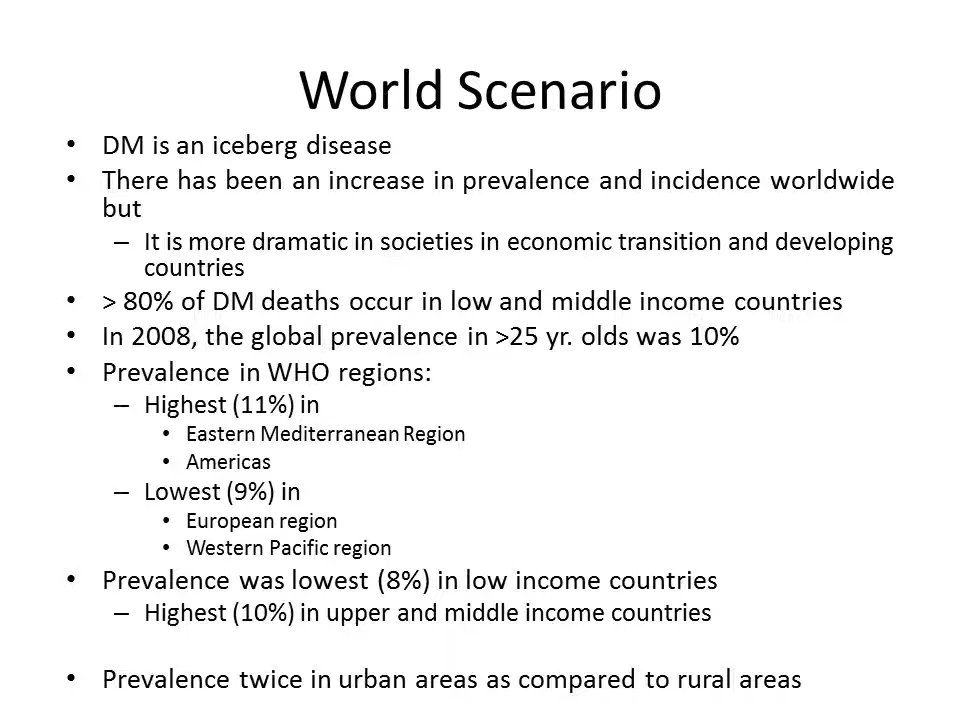 World Scenario
• DM is an iceberg disease
• There has been an increase in prevalence and incidence worldwide
but
– It is more dramatic in societies in economic transition and developing
countries
• > 80% of DM deaths occur in low and middle income countries
• In 2008, the global prevalence in >25 yr. olds was 10%
• Prevalence in WHO regions:
– Highest (11%) in
• Eastern Mediterranean Region
• Americas
– Lowest (9%) in
• European region
• Western Pacific region
• Prevalence was lowest (8%) in low income countries
– Highest (10%) in upper and middle income countries
• Prevalence twice in urban areas as compared to rural areas